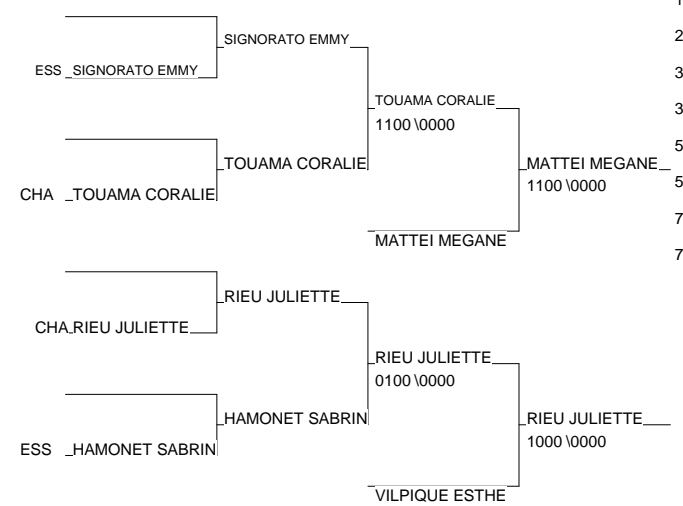 1
SIGNORATO EMMY
2
ESS SIGNORATO EMMY
3
TOUAMA CORALIE
3
1100 \0000
5
TOUAMA CORALIE
MATTEI MEGANE
1100 \0000
5
CHA TOUAMA CORALIE
7
MATTEI MEGANE
7
RIEU JULIETTE
CHA RIEU JULIETTE
RIEU JULIETTE
0100 \0000
HAMONET SABRIN
RIEU JULIETTE
1000 \0000
ESS HAMONET SABRIN
VILPIQUE ESTHE